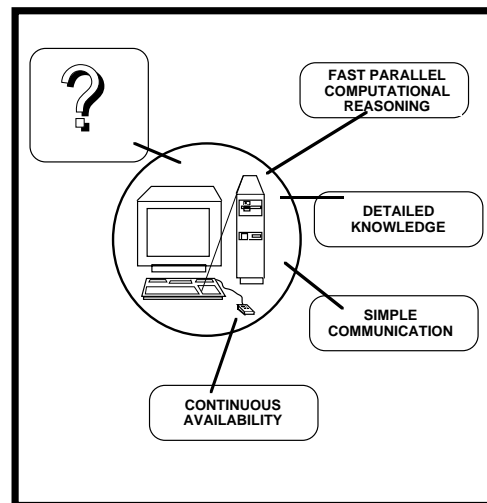 ?
FAST PARALLEL
COMPUTATIONAL
REASONING
DETAILED
KNOWLEDGE
SIMPLE
COMMUNICATION
CONTINUOUS
AVAILABILITY